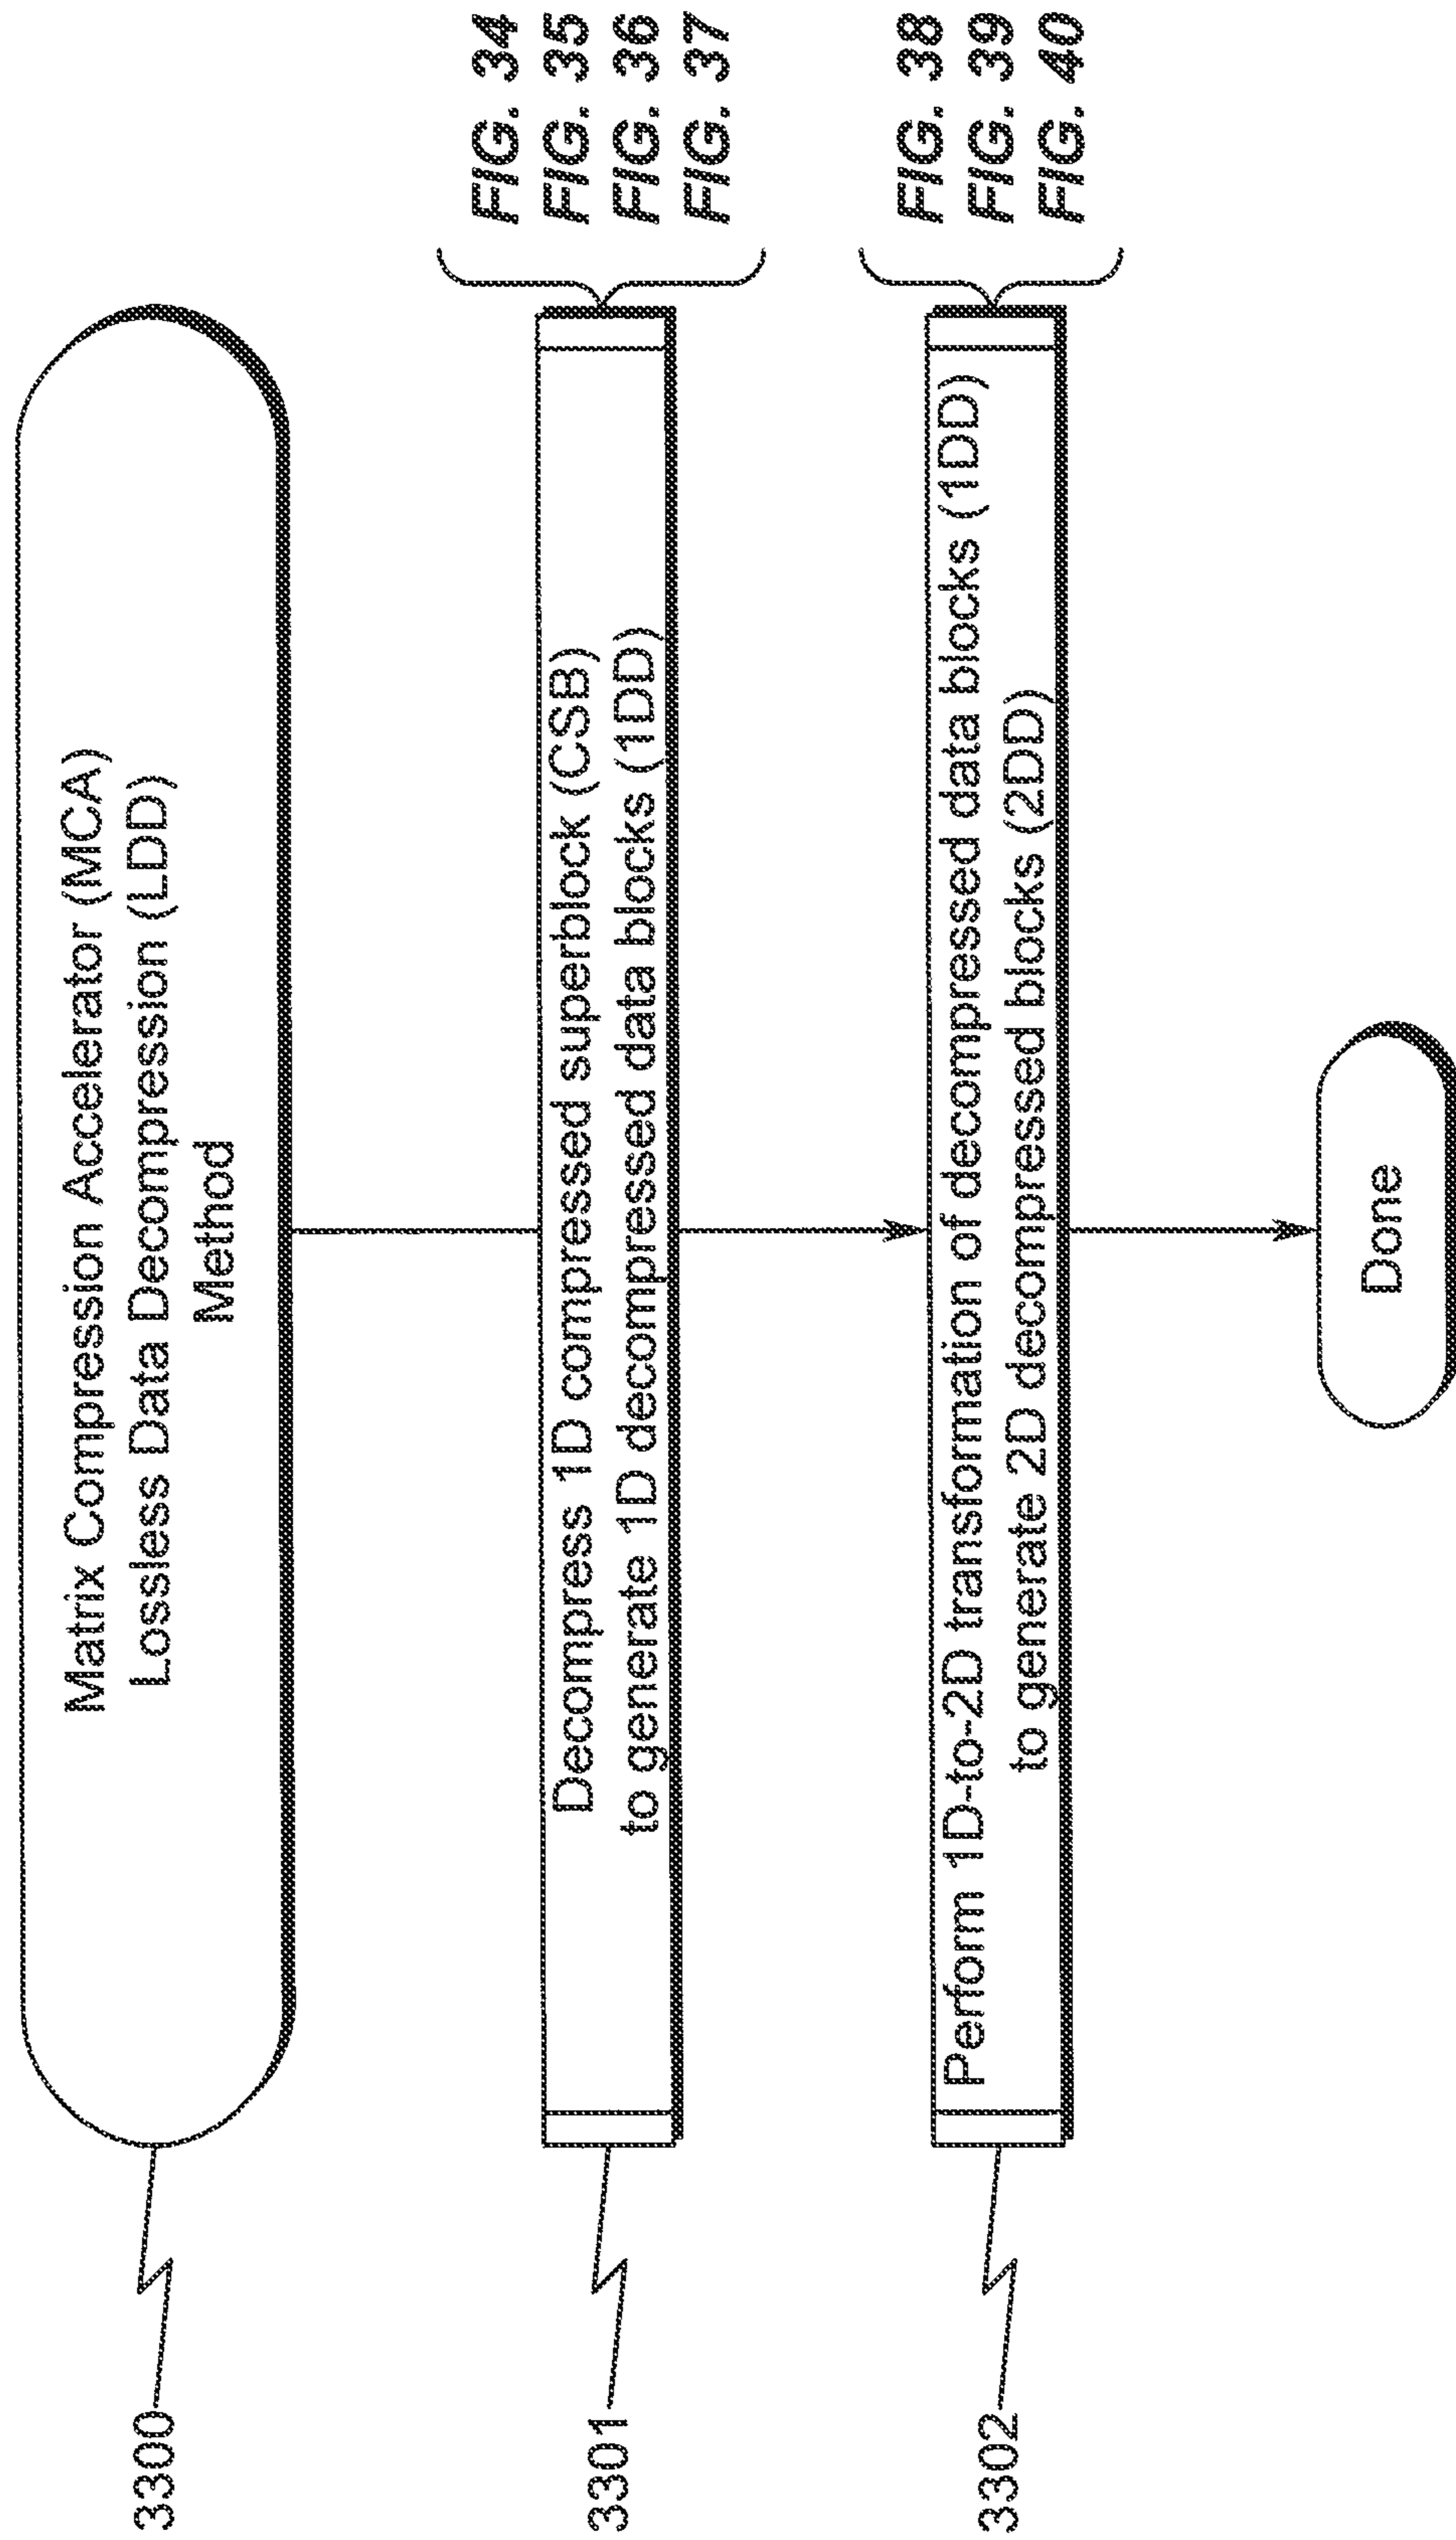 3300
Matrix Compression Accelerator (MCA)
Lossless Data Decompression (LDD)
Method
3301
Decompress 1D compressed superblock (CSB)
to generate 1D decompressed data blocks (1DD)
FIG. 34
FIG. 35
FIG. 36
FIG. 37
3302
Perform 1D-to-2D transformation of decompressed data blocks (1DD)
to generate 2D decompressed blocks (2DD)
FIG. 38
FIG. 39
FIG. 40
Done